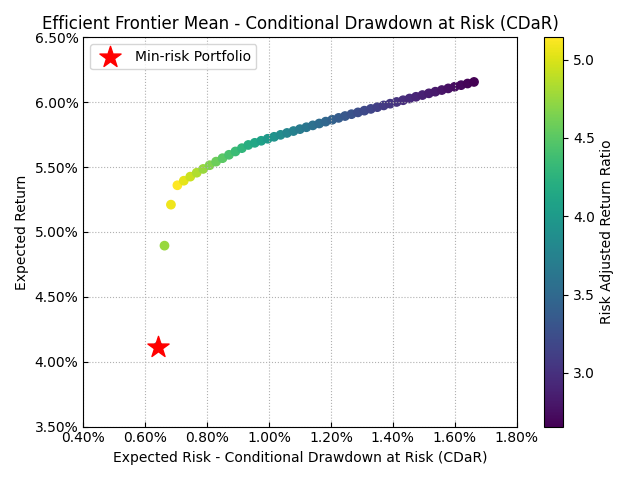 Efficient Frontier Mean - Conditional Drawdown at Risk (CDaR)
Min-risk Portfolio
Expected Return
6.50%
6.00%
5.50%
5.00%
4.50%
4.00%
3.50%
0.40% 0.60% 0.80% 1.00% 1.20% 1.40% 1.60% 1.80%
Expected Risk - Conditional Drawdown at Risk (CDaR)
5.0
4.5
4.0
3.5
3.0
Risk Adjusted Return Ratio